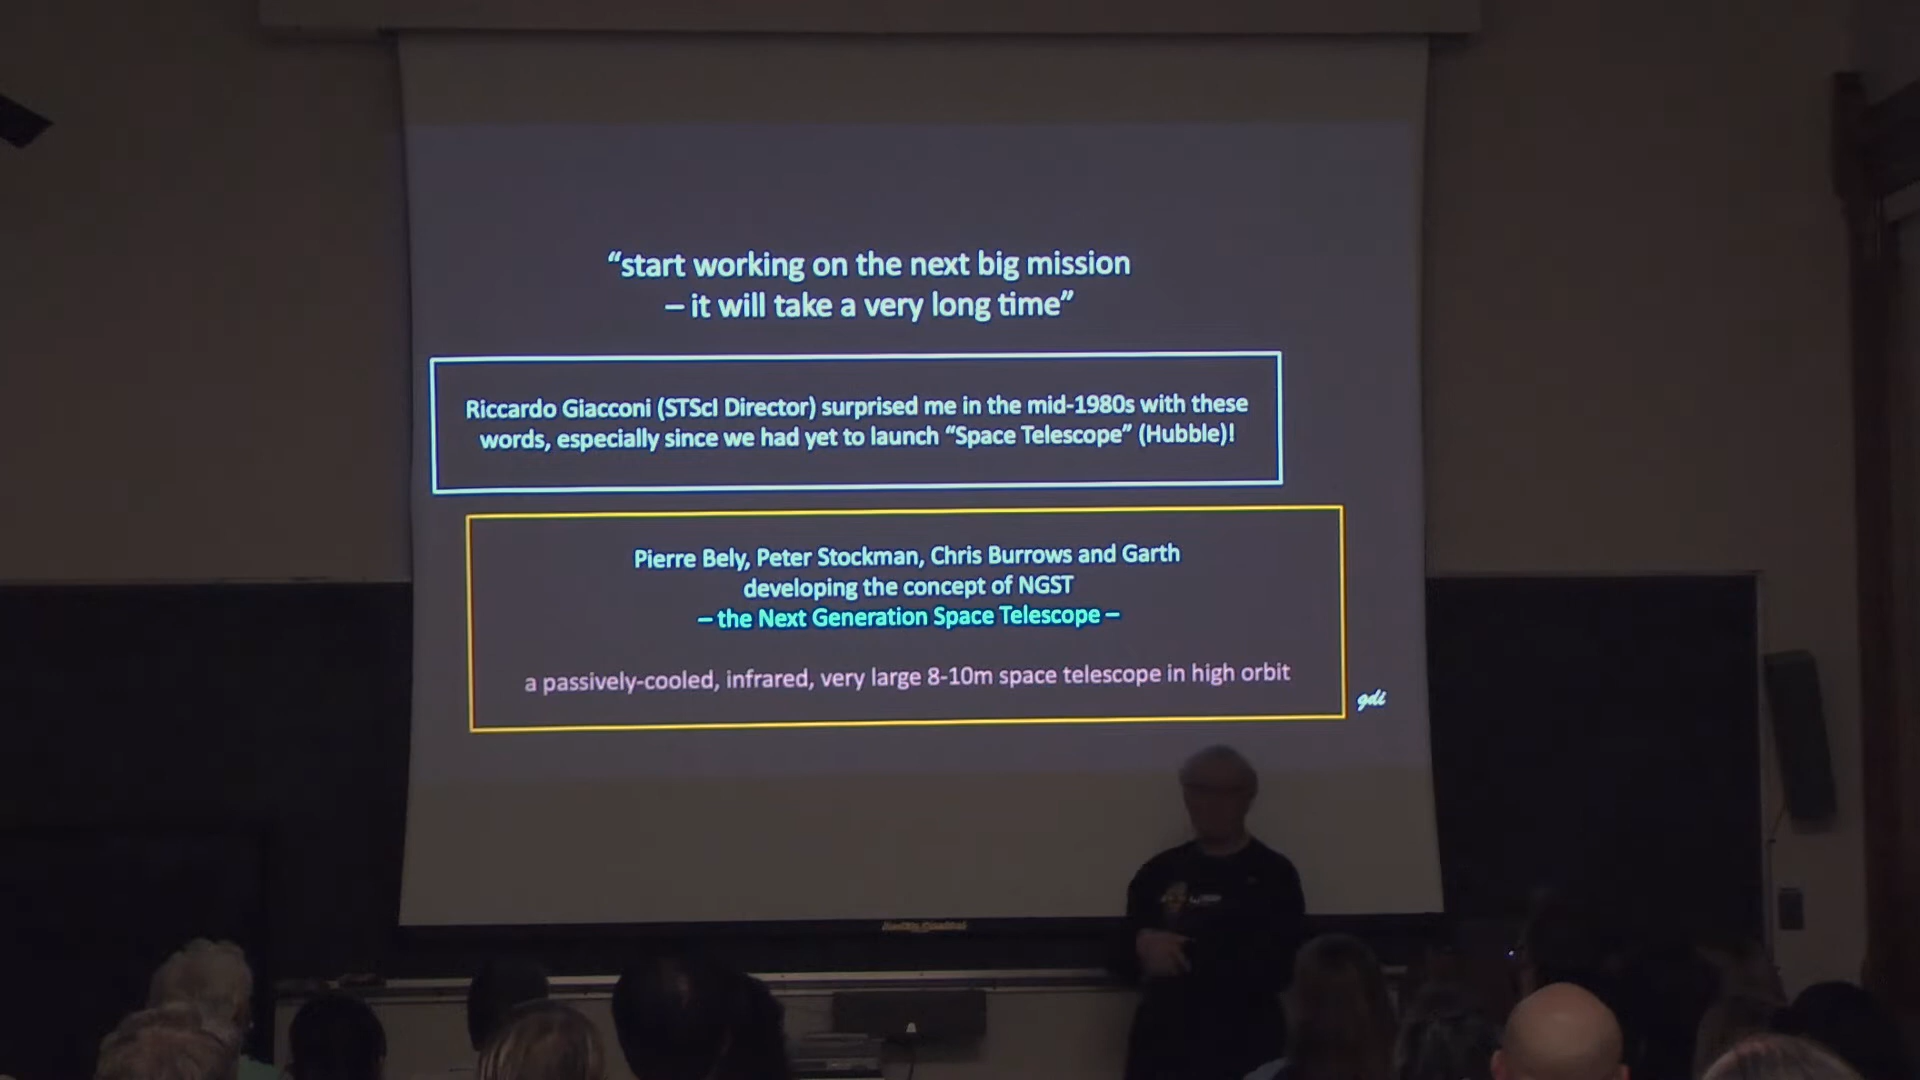 “start working on the next big mission
– it will take a very long time”
Riccardo Giacconi (STScI Director) surprised me in the mid-1980s with these
words, especially since we had yet to launch “Space Telescope” (Hubble)!
Pierre Bely, Peter Stockman, Chris Burrows and Garth
developing the concept of NGST
– the Next Generation Space Telescope –
a passively-cooled, infrared, very large 8-10m space telescope in high orbit
gdi